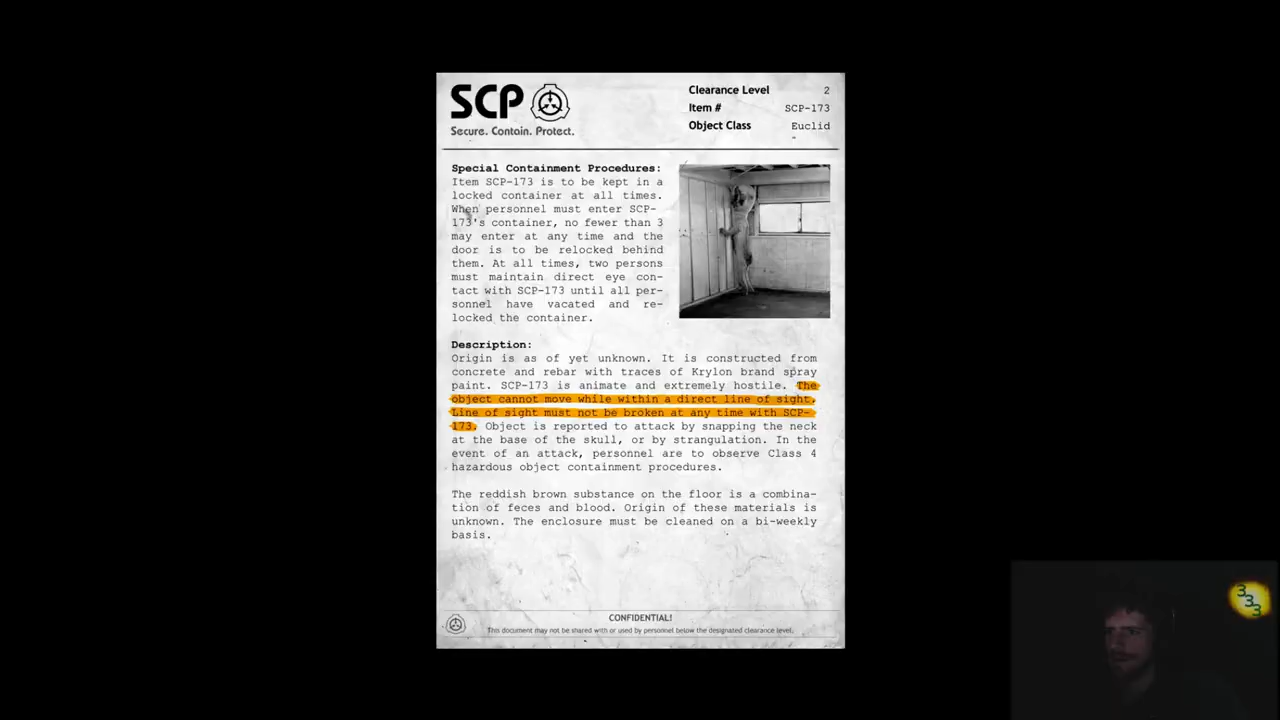 SCP
Secure. Contain. Protect.
Clearance Level 2
Item # SCP-173
Object Class Euclid
Special Containment Procedures:
Item SCP-173 is to be kept in a
locked container at all times.
When personnel must enter SCP-
173's container, no fewer than 3
may enter at any time and the
door is to be relocked behind
them. At all times, two persons
must maintain direct eye con-
tact with SCP-173 until all per-
sonnel have vacated and re-
locked the container.
Description:
Origin is as of yet unknown. It is constructed from
concrete and rebar with traces of Krylon brand spray
paint. SCP-173 is animate and extremely hostile. The
object cannot move while within a direct line of sight.
Line of sight must not be broken at any time with SCP-
173. Object is reported to attack by snapping the neck
at the base of the skull, or by strangulation. In the
event of an attack, personnel are to observe Class 4
hazardous object containment procedures.
The reddish brown substance on the floor is a combina-
tion of feces and blood. Origin of these materials is
unknown. The enclosure must be cleaned on a bi-weekly
basis.
CONFIDENTIAL!
This document may not be shared with or used by personnel below the designated clearance level.
333